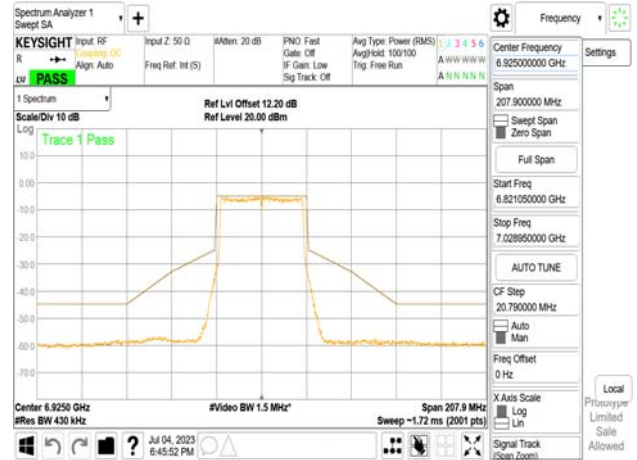 Spectrum Analyzer 1
Swept SA
+
Frequency
KEYSIGHT
R
LV PASS
Input: RF
Coupling: DC
Align: Auto
Input Z: 50 Ω
Freq Ref: Int (S)
#Atten: 20 dB
PNO: Fast
Gate: Off
IF Gain: Low
Sig Track: Off
Avg Type: Power (RMS)
Avg|Hold: 100/100
Trig: Free Run
1 2 3 4 5 6
A W W W W W
A N N N N N
1 Spectrum
Scale/Div 10 dB
Ref Lvl Offset 12.20 dB
Ref Level 20.00 dBm
Log
Trace 1 Pass
10.0
0.00
-10.0
-20.0
-30.0
-40.0
-50.0
-60.0
-70.0
Center 6.9250 GHz
#Res BW 430 kHz
#Video BW 1.5 MHz*
Span 207.9 MHz
Sweep ~1.72 ms (2001 pts)
Jul 04, 2023
6:45:52 PM
Center Frequency
6.925000000 GHz
Settings
Span
207.900000 MHz
Swept Span
Zero Span
Full Span
Start Freq
6.821050000 GHz
Stop Freq
7.028950000 GHz
AUTO TUNE
CF Step
20.790000 MHz
Auto
Man
Freq Offset
0 Hz
X Axis Scale
Log
Lin
Signal Track
(Span Zoom)
Local
Prototype
Limited
Sale
Allowed